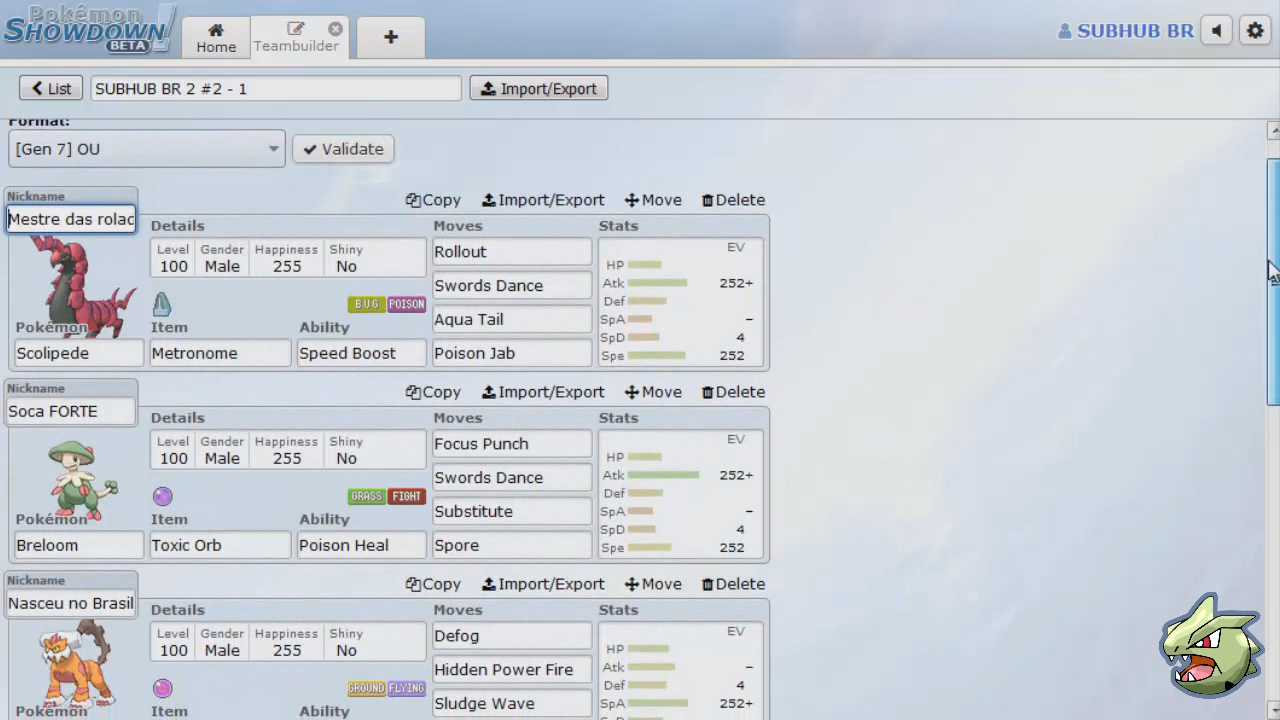 Pokémon
SHOWDOWN!
BETA
Home
Teambuilder
SUBHUB BR
List
SUBHUB BR 2 #2 - 1
Import/Export
Format:
[Gen 7] OU
Validate
Nickname
Mestre das rolac
Copy Import/Export Move Delete
Details Moves Stats
Level Gender Happiness Shiny
100 Male 255 No
EV
Rollout
Swords Dance
Aqua Tail
Poison Jab
HP
Atk 252+
Def
SpA –
SpD 4
Spe 252
BUG POISON
Pokémon Item Ability
Scolipede Metronome Speed Boost
Nickname
Soca FORTE
Copy Import/Export Move Delete
Details Moves Stats
Level Gender Happiness Shiny
100 Male 255 No
EV
Focus Punch
Swords Dance
Substitute
Spore
HP
Atk 252+
Def
SpA –
SpD 4
Spe 252
GRASS FIGHT
Pokémon Item Ability
Breloom Toxic Orb Poison Heal
Nickname
Nasceu no Brasil
Copy Import/Export Move Delete
Details Moves Stats
Level Gender Happiness Shiny
100 Male 255 No
EV
Defog
Hidden Power Fire
Sludge Wave
HP
Atk –
Def 4
SpA 252+
GROUND FLYING
Pokémon Item Ability